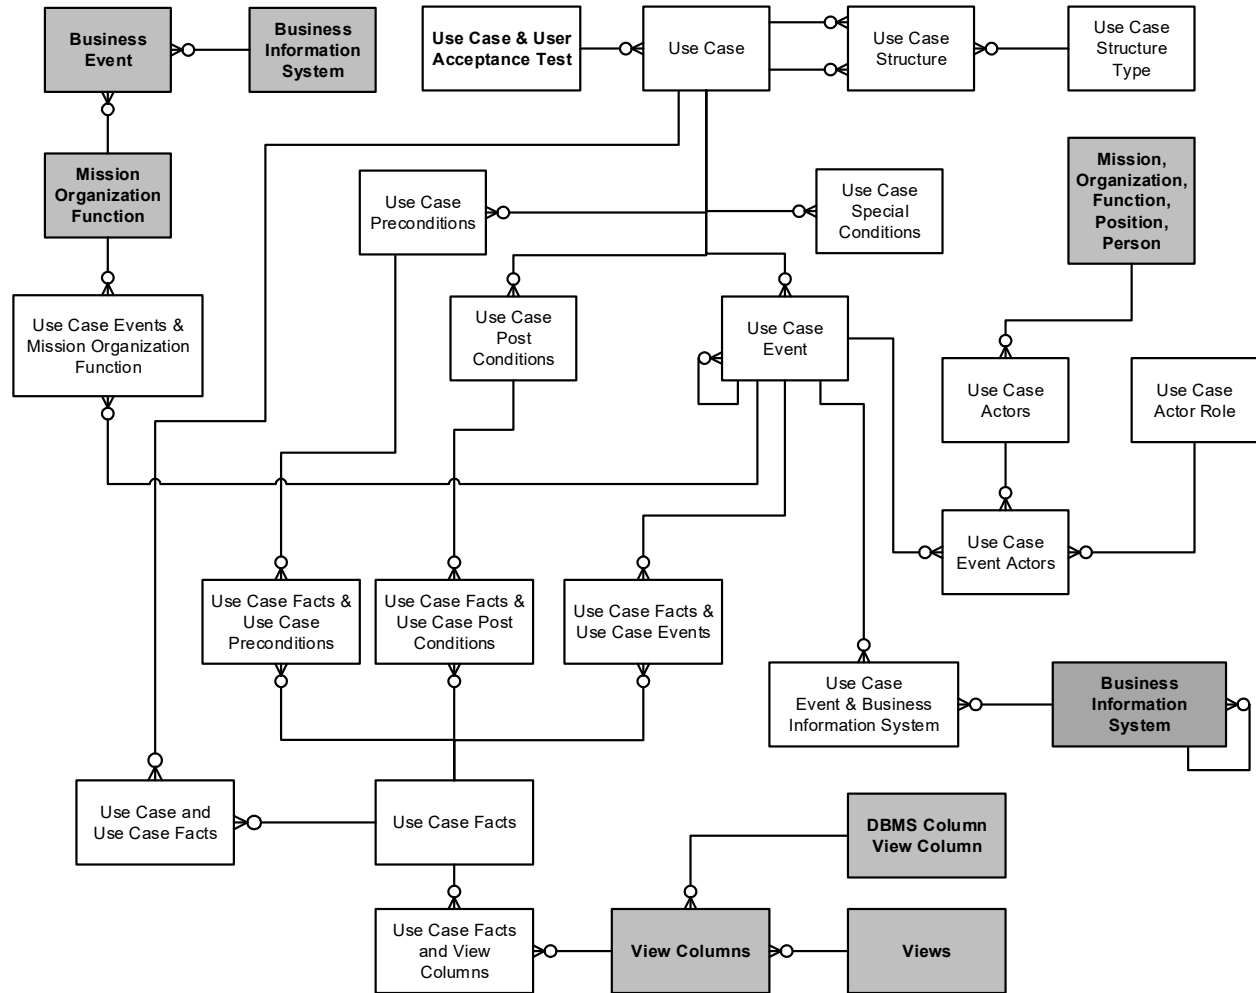 Business
Event
Business
Information
System
Use Case & User
Acceptance Test
Use Case
Use Case
Structure
Use Case
Structure
Type
Mission
Organization
Function
Use Case
Preconditions
Use Case
Special
Conditions
Mission,
Organization,
Function,
Position,
Person
Use Case Events &
Mission Organization
Function
Use Case
Post
Conditions
Use Case
Event
Use Case
Actors
Use Case
Actor Role
Use Case
Event Actors
Use Case Facts &
Use Case
Preconditions
Use Case Facts &
Use Case Post
Conditions
Use Case Facts &
Use Case Events
Use Case
Event & Business
Information System
Business
Information
System
Use Case and
Use Case Facts
Use Case Facts
DBMS Column
View Column
Use Case Facts
and View
Columns
View Columns
Views